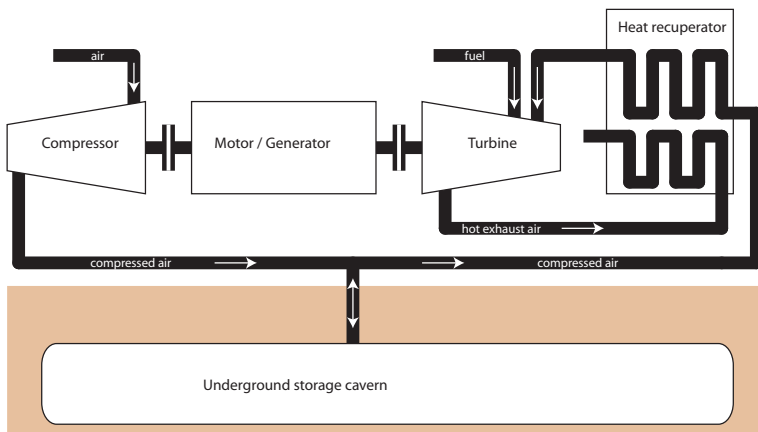 Heat recuperator
air
fuel
Compressor
Motor / Generator
Turbine
hot exhaust air
compressed air
compressed air
Underground storage cavern